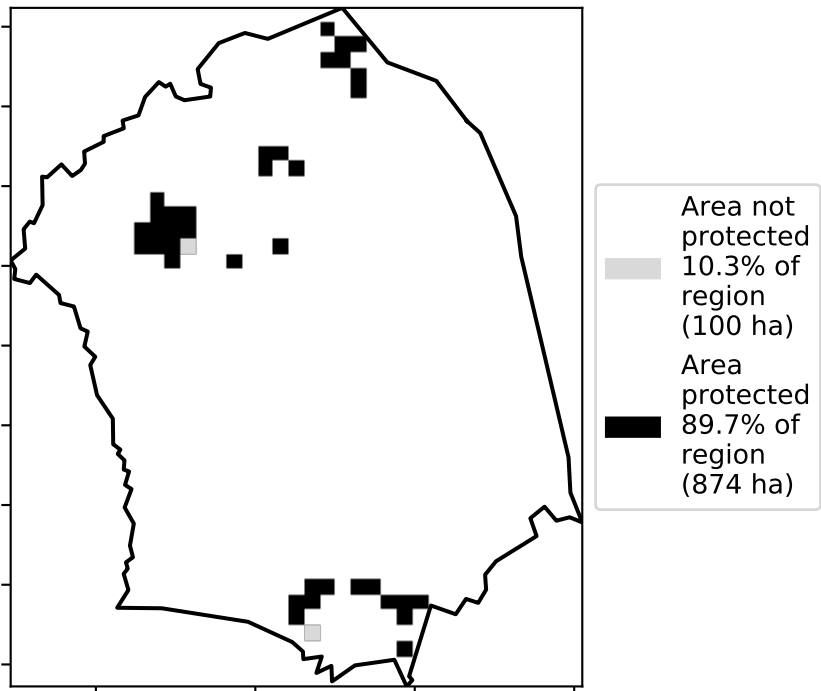 Area not
protected
10.3% of
region
(100 ha)
Area
protected
89.7% of
region
(874 ha)